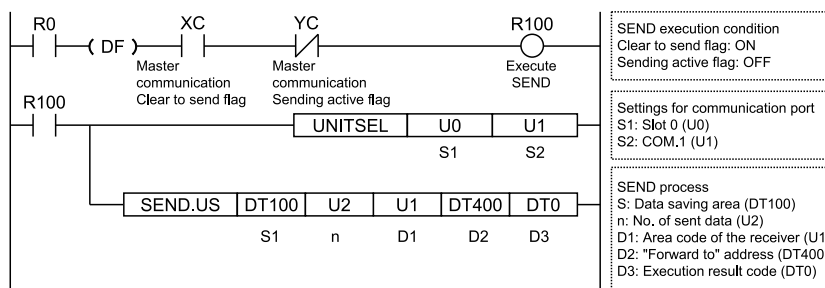 R0
( DF )
XC
YC
R100
Master
communication
Clear to send flag
Master
communication
Sending active flag
Execute
SEND
SEND execution condition
Clear to send flag: ON
Sending active flag: OFF
R100
UNITSEL U0 U1
S1 S2
Settings for communication port
S1: Slot 0 (U0)
S2: COM.1 (U1)
SEND.US DT100 U2 U1 DT400 DT0
S1 n D1 D2 D3
SEND process
S: Data saving area (DT100)
n: No. of sent data (U2)
D1: Area code of the receiver (U1
D2: "Forward to" address (DT400
D3: Execution result code (DT0)